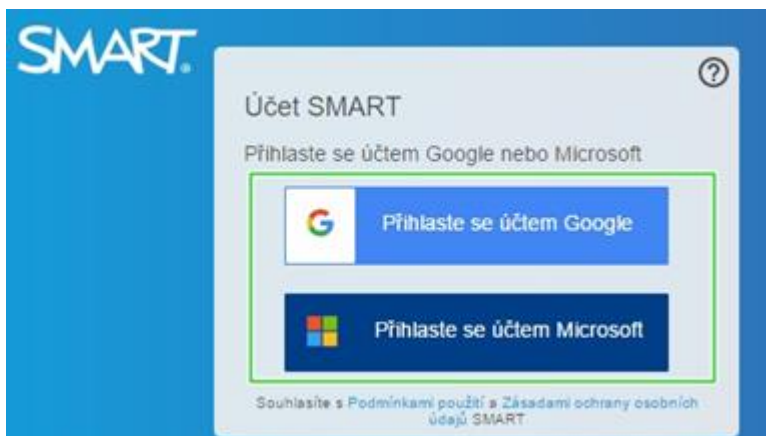 SMART
Účet SMART
Přihlaste se účtem Google nebo Microsoft
Přihlaste se účtem Google
Přihlaste se účtem Microsoft
Souhlasíte s Podmínkami použití a Zásadami ochrany osobních
údajů SMART